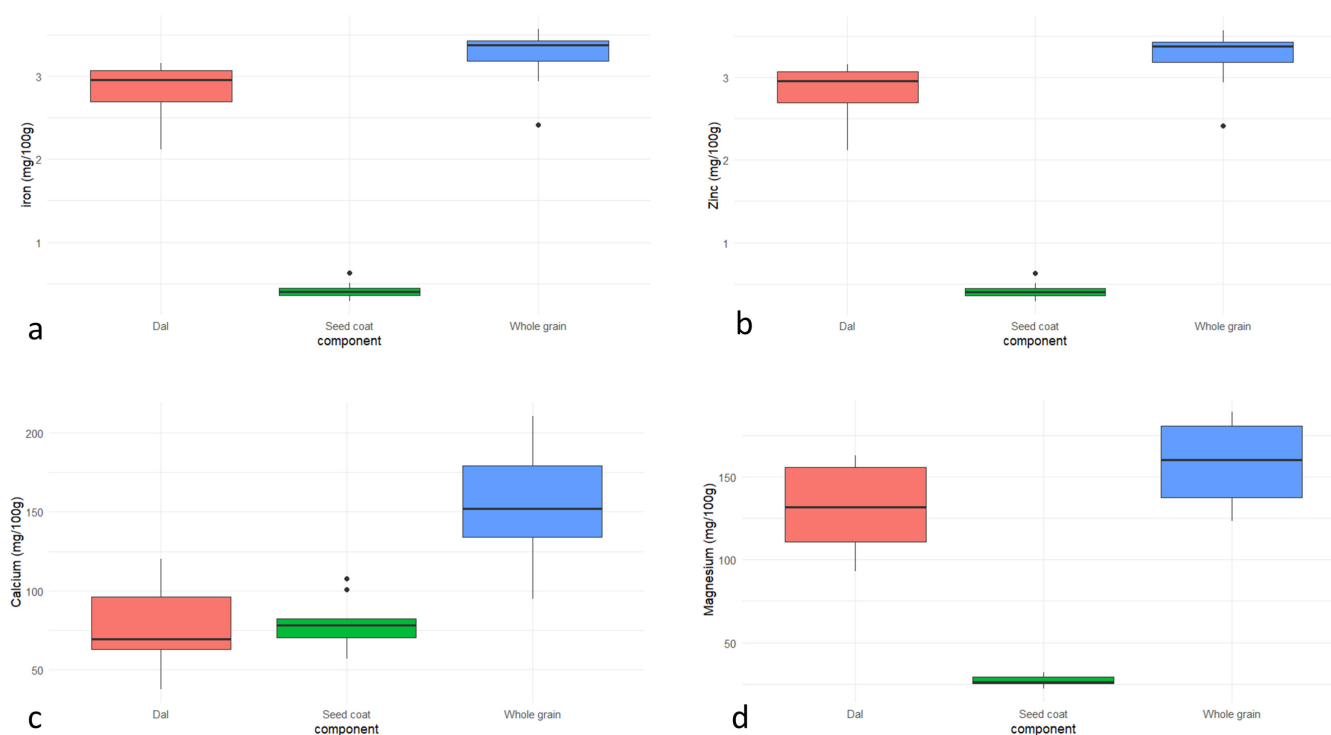 iron (mg/100g)
3
2
1
Dal
Seed coat
Whole grain
component
a
Zinc (mg/100g)
3
2
1
Dal
Seed coat
Whole grain
component
b
Calcium (mg/100g)
200
150
100
50
Dal
Seed coat
Whole grain
component
c
Magnesium (mg/100g)
150
100
50
Dal
Seed coat
Whole grain
component
d